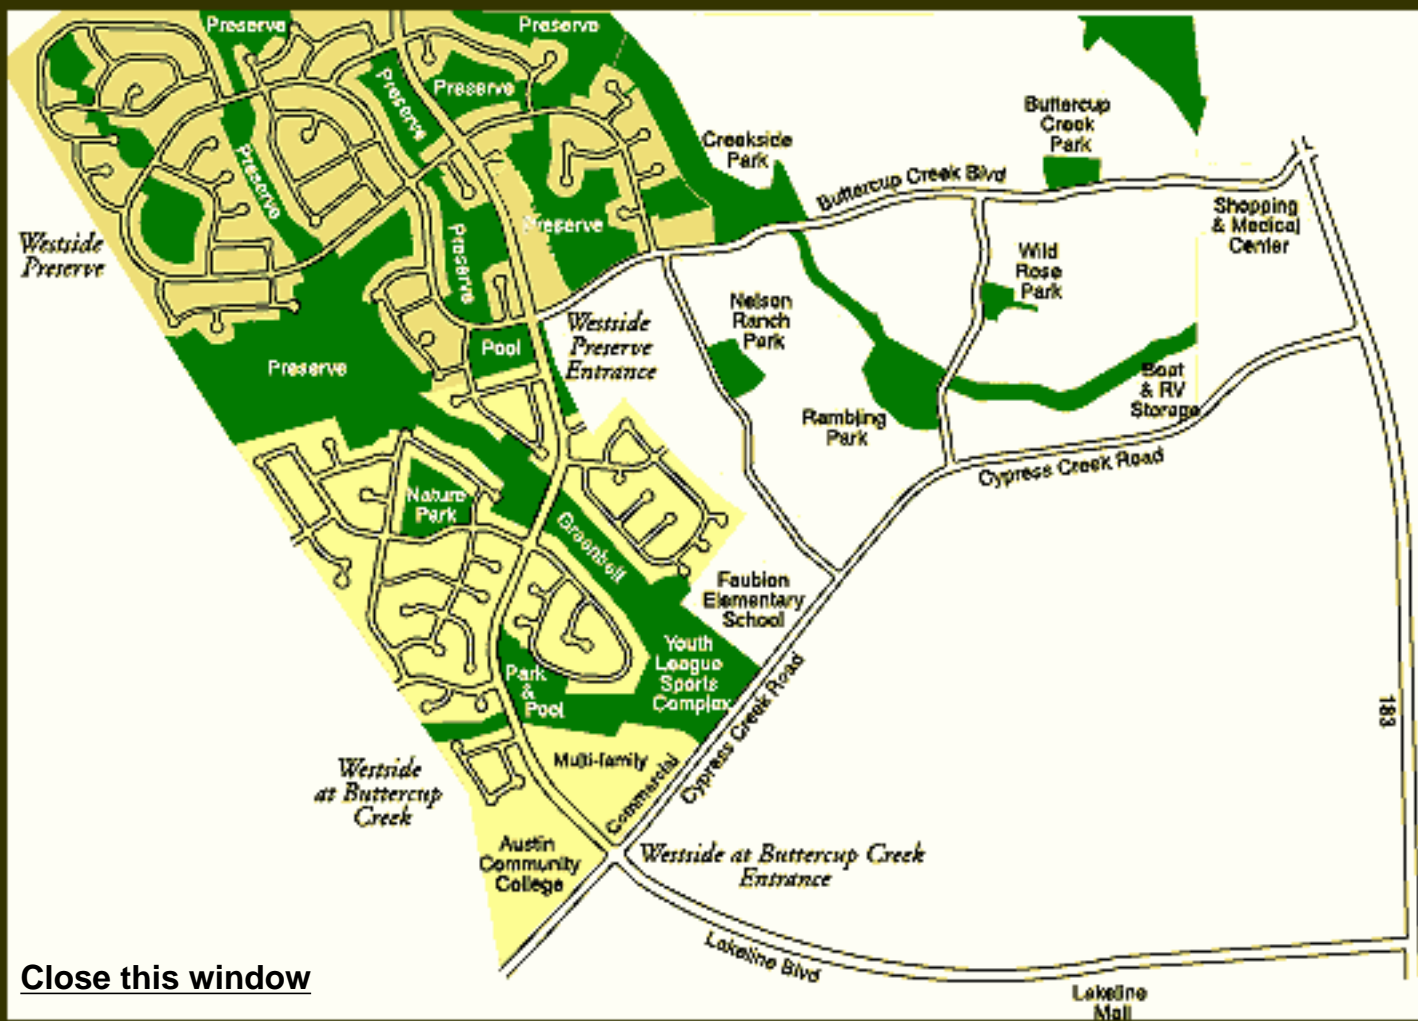 Preserve
Preserve
Preserve
Preserve
Preserve
Preserve
Preserve
Preserve
Pool
Westside
Preserve
Creekside
Park
Buttercup Creek Blvd
Buttercup
Creek
Park
Shopping
& Medical
Center
Wild
Rose
Park
Nelson
Ranch
Park
Westside
Preserve
Entrance
Boat
& RV
Storage
Rambling
Park
Cypress Creek Road
Nature
Park
Greenbelt
Faubion
Elementary
School
Youth
League
Sports
Complex
Park
&
Pool
183
Westside
at Buttercup
Creek
Multi-family
Commercial
Cypress Creek Road
Austin
Community
College
Westside at Buttercup Creek
Entrance
Lakeline Blvd
Lakeline
Mall
Close this window